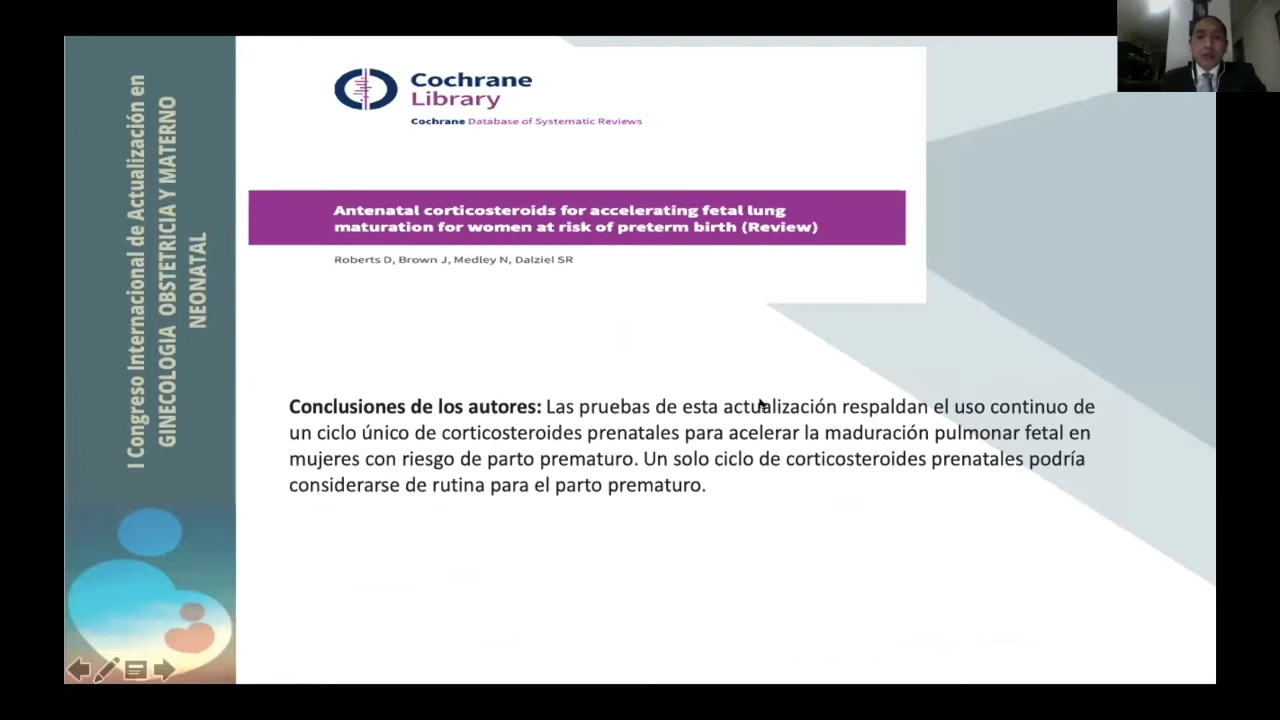 I Congreso Internacional de Actualización en
GINECOLOGIA OBSTETRICIA Y MATERNO
NEONATAL
Cochrane
Library
Cochrane Database of Systematic Reviews
Antenatal corticosteroids for accelerating fetal lung
maturation for women at risk of preterm birth (Review)
Roberts D, Brown J, Medley N, Dalziel SR
Conclusiones de los autores: Las pruebas de esta actualización respaldan el uso continuo de
un ciclo único de corticosteroides prenatales para acelerar la maduración pulmonar fetal en
mujeres con riesgo de parto prematuro. Un solo ciclo de corticosteroides prenatales podría
considerarse de rutina para el parto prematuro.